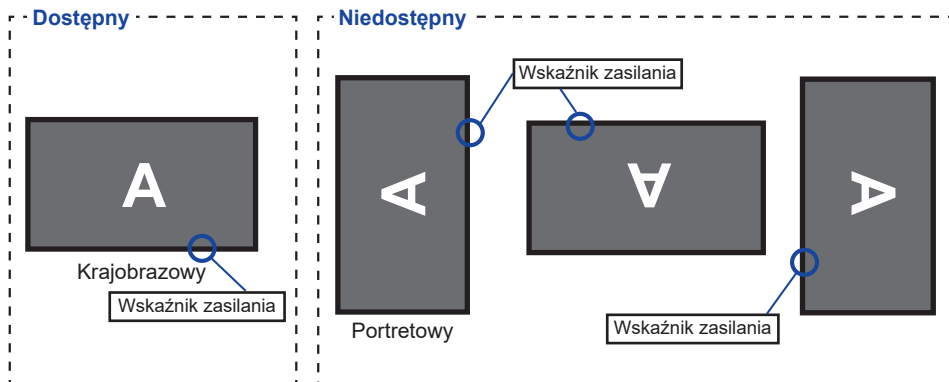 Dostępny
Niedostępny
A
Krajobrazowy
Wskaźnik zasilania
Wskaźnik zasilania
A
Portretowy
A
A
Wskaźnik zasilania